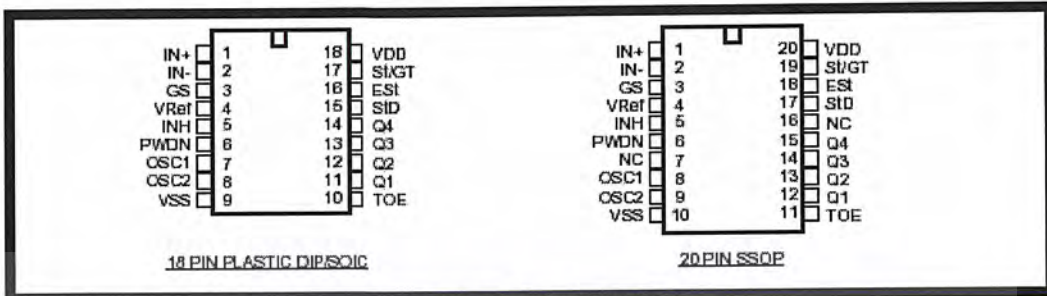 IN+ 1 18 VDD
IN- 2 17 St/GT
GS 3 16 ESt
VRef 4 15 StD
INH 5 14 Q4
PWDN 6 13 Q3
OSC1 7 12 Q2
OSC2 8 11 Q1
VSS 9 10 TOE
18 PIN PLASTIC DIP/SOIC
IN+ 1 20 VDD
IN- 2 19 St/GT
GS 3 18 ESt
VRef 4 17 StD
INH 5 16 NC
PWDN 6 15 Q4
NC 7 14 Q3
OSC1 8 13 Q2
OSC2 9 12 Q1
VSS 10 11 TOE
20 PIN SSOP